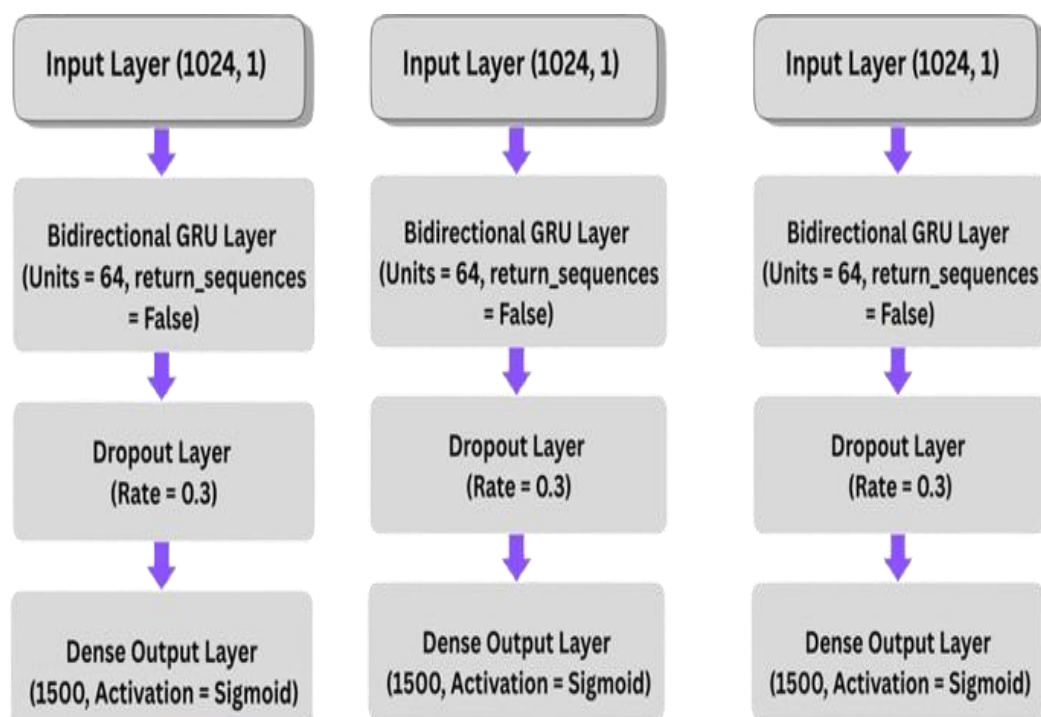 Input Layer (1024, 1)
Bidirectional GRU Layer
(Units = 64, return_sequences
= False)
Dropout Layer
(Rate = 0.3)
Dense Output Layer
(1500, Activation = Sigmoid)
Input Layer (1024, 1)
Bidirectional GRU Layer
(Units = 64, return_sequences
= False)
Dropout Layer
(Rate = 0.3)
Dense Output Layer
(1500, Activation = Sigmoid)
Input Layer (1024, 1)
Bidirectional GRU Layer
(Units = 64, return_sequences
= False)
Dropout Layer
(Rate = 0.3)
Dense Output Layer
(1500, Activation = Sigmoid)